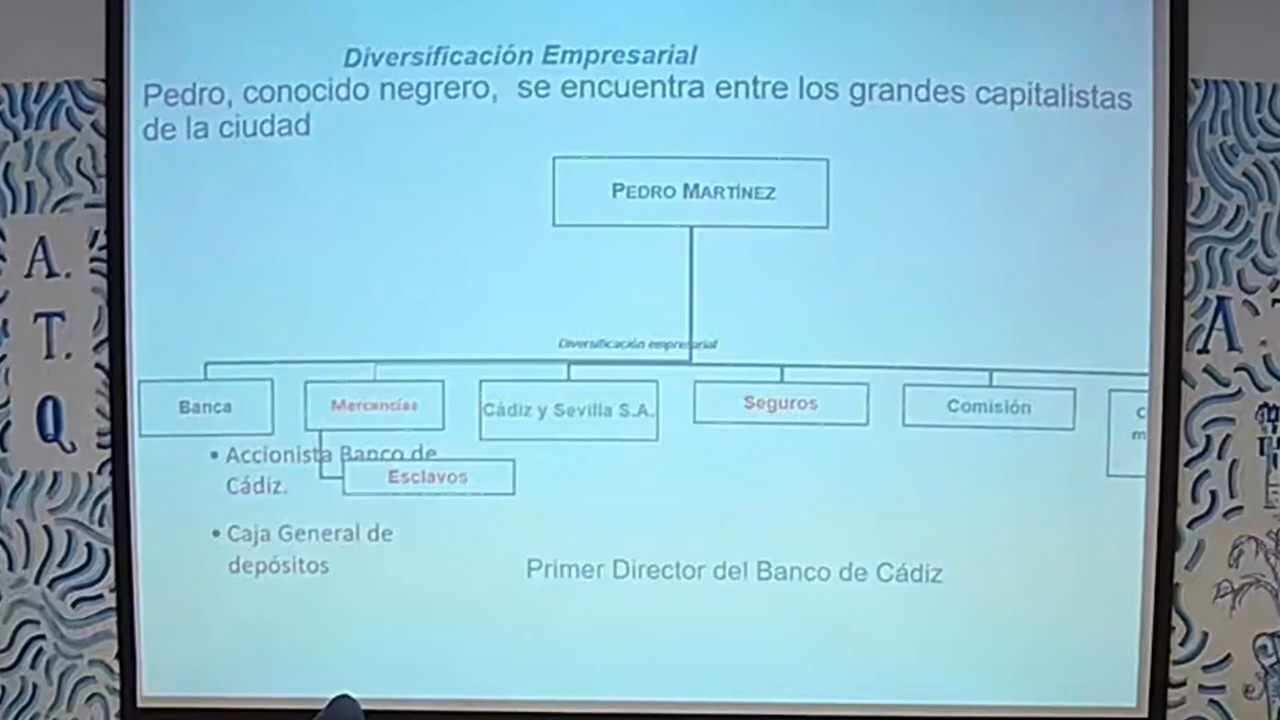 Diversificación Empresarial
Pedro, conocido negrero, se encuentra entre los grandes capitalistas
de la ciudad
PEDRO MARTÍNEZ
Diversificación empresarial
Banca
Mercancías
Cádiz y Sevilla S.A.
Seguros
Comisión
C
m
• Accionista Banco de
Cádiz.
Esclavos
• Caja General de
depósitos
Primer Director del Banco de Cádiz
A.
T.
Q
A.